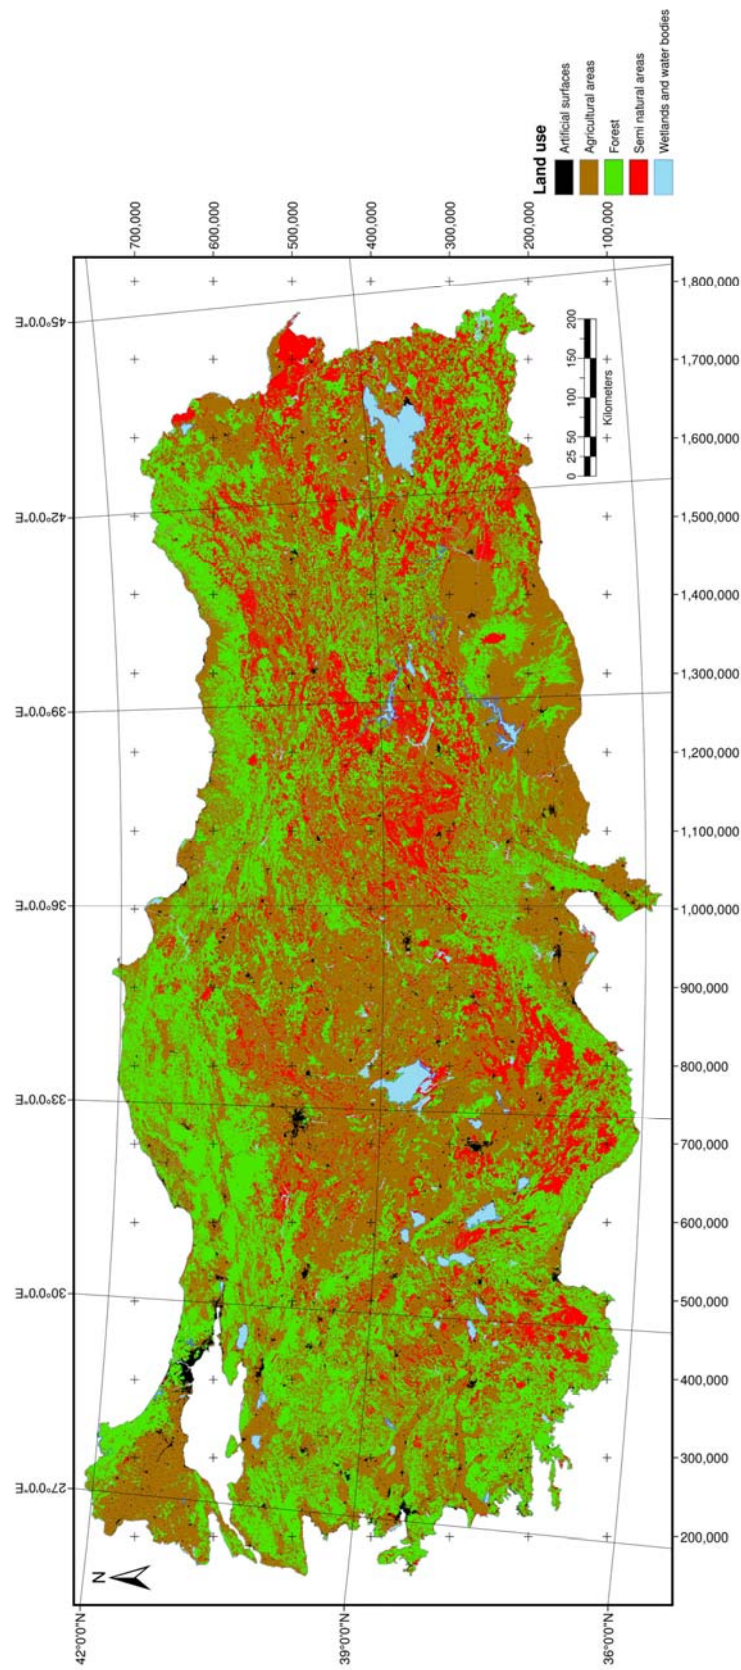 Land use
Artificial surfaces
Agricultural areas
Forest
Semi natural areas
Wetlands and water bodies
45°0'0"E
42°0'0"E
39°0'0"E
36°0'0"E
33°0'0"E
30°0'0"E
27°0'0"E
700,000
600,000
500,000
400,000
300,000
200,000
100,000
1,800,000
1,700,000
1,600,000
1,500,000
1,400,000
1,300,000
1,200,000
1,100,000
1,000,000
900,000
800,000
700,000
600,000
500,000
400,000
300,000
200,000
0 25 50 100 150 200
Kilometers
N
42°0'0"N
39°0'0"N
36°0'0"N